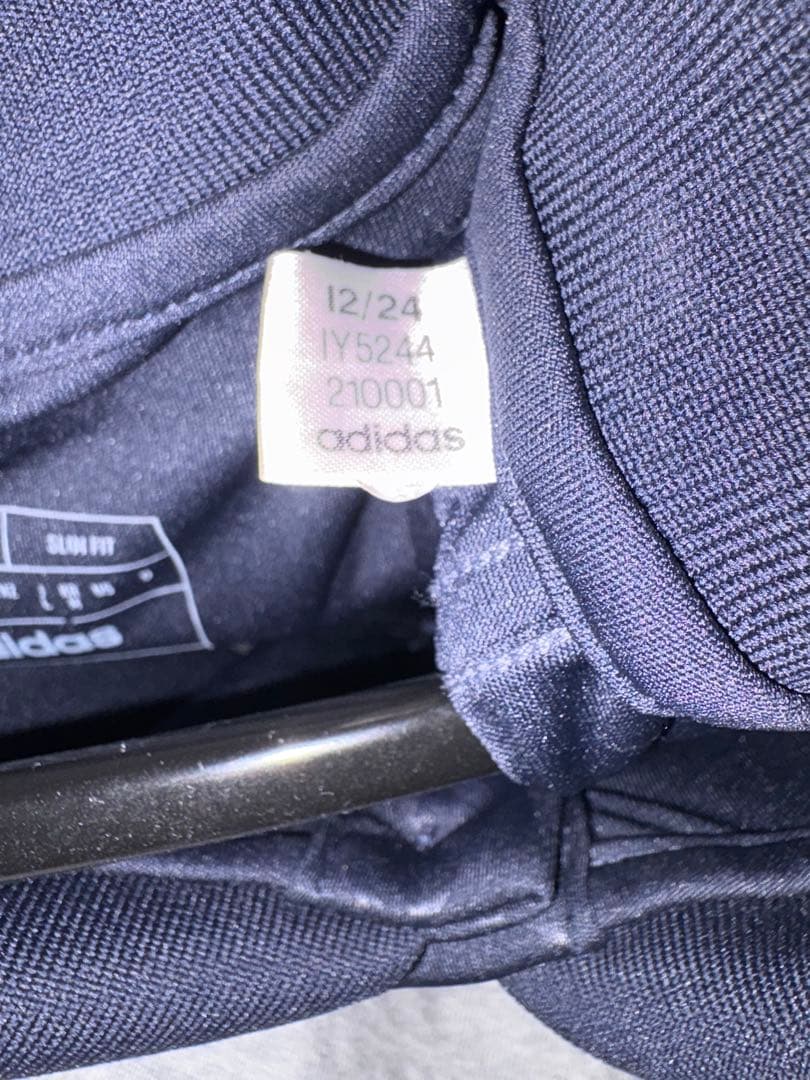 12/24
IY5244
210001
adidas
SLIM FIT
adidas